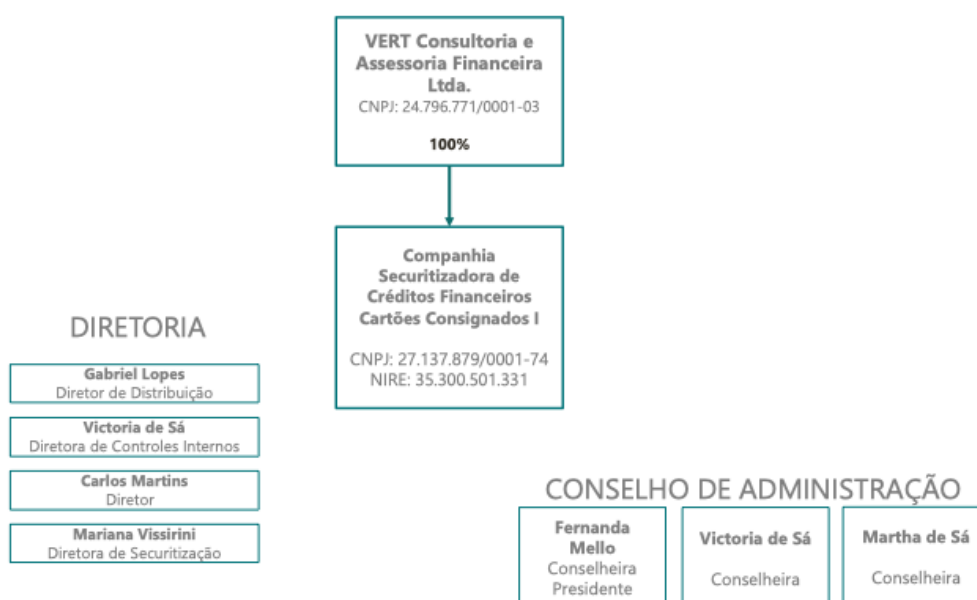 VERT Consultoria e
Assessoria Financeira
Ltda.
CNPJ: 24.796.771/0001-03
100%
Companhia
Securitizadora de
Créditos Financeiros
Cartões Consignados I
CNPJ: 27.137.879/0001-74
NIRE: 35.300.501.331
DIRETORIA
Gabriel Lopes
Diretor de Distribuição
Victoria de Sá
Diretora de Controles Internos
Carlos Martins
Diretor
Mariana Vissirini
Diretora de Securitização
CONSELHO DE ADMINISTRAÇÃO
Fernanda
Mello
Conselheira
Presidente
Victoria de Sá
Conselheira
Martha de Sá
Conselheira